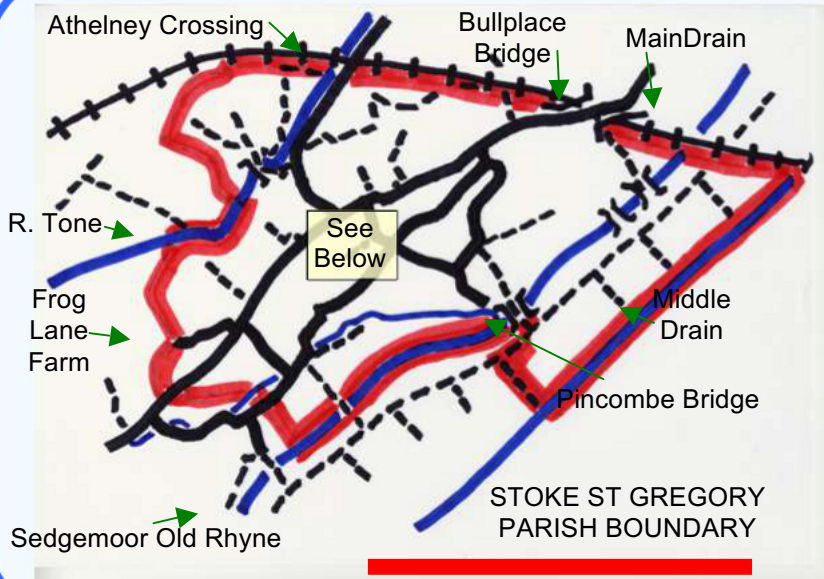 Athelney Crossing
Bullplace
Bridge
MainDrain
R. Tone
See
Below
Frog
Lane
Farm
Middle
Drain
Pincombe Bridge
STOKE ST GREGORY
PARISH BOUNDARY
Sedgemoor Old Rhyne